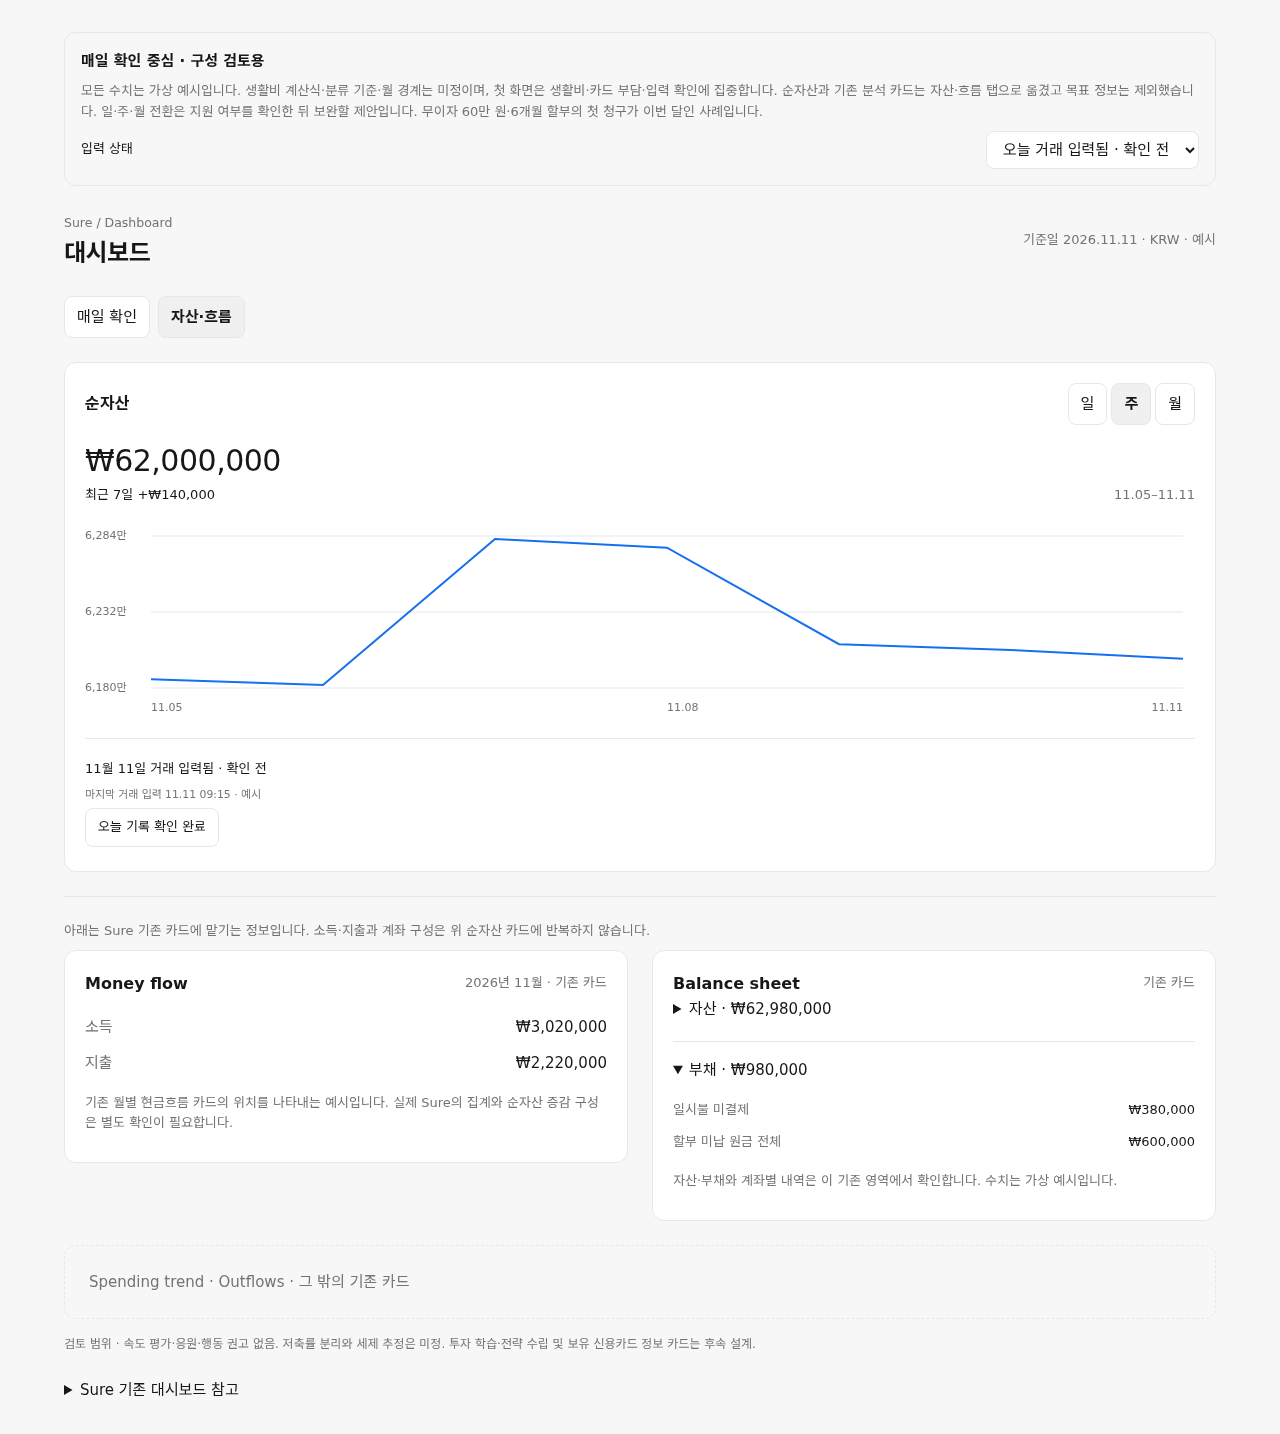 매일 확인 중심 · 구성 검토용
모든 수치는 가상 예시입니다. 생활비 계산식·분류 기준·월 경계는 미정이며, 첫 화면은 생활비·카드 부담·입력 확인에 집중합니다. 순자산과 기존 분석 카드는 자산·흐름 탭으로 옮겼고 목표 정보는 제외했습니
다. 일·주·월 전환은 지원 여부를 확인한 뒤 보완할 제안입니다. 무이자 60만 원·6개월 할부의 첫 청구가 이번 달인 사례입니다.
입력 상태
오늘 거래 입력됨 · 확인 전
Sure / Dashboard
대시보드
기준일 2026.11.11 · KRW · 예시
매일 확인
자산·흐름
순자산
일
주
월
₩62,000,000
최근 7일 +₩140,000
11.05–11.11
6,284만
6,232만
6,180만
11.05
11.08
11.11
11월 11일 거래 입력됨 · 확인 전
마지막 거래 입력 11.11 09:15 · 예시
오늘 기록 확인 완료
아래는 Sure 기존 카드에 맡기는 정보입니다. 소득·지출과 계좌 구성은 위 순자산 카드에 반복하지 않습니다.
Money flow
2026년 11월 · 기존 카드
소득
₩3,020,000
지출
₩2,220,000
기존 월별 현금흐름 카드의 위치를 나타내는 예시입니다. 실제 Sure의 집계와 순자산 증감 구성
은 별도 확인이 필요합니다.
Balance sheet
기존 카드
▶ 자산 · ₩62,980,000
▼ 부채 · ₩980,000
일시불 미결제
₩380,000
할부 미납 원금 전체
₩600,000
자산·부채와 계좌별 내역은 이 기존 영역에서 확인합니다. 수치는 가상 예시입니다.
Spending trend · Outflows · 그 밖의 기존 카드
검토 범위 · 속도 평가·응원·행동 권고 없음. 저축률 분리와 세제 추정은 미정. 투자 학습·전략 수립 및 보유 신용카드 정보 카드는 후속 설계.
▶ Sure 기존 대시보드 참고